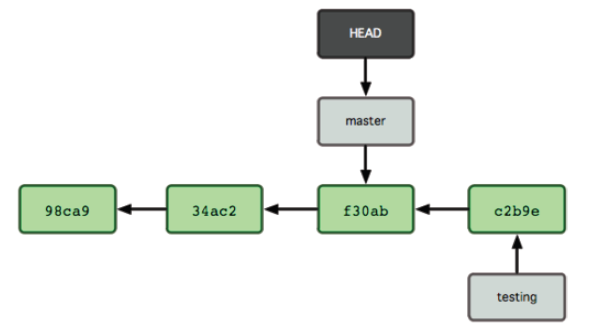 HEAD
master
98ca9
34ac2
f30ab
c2b9e
testing